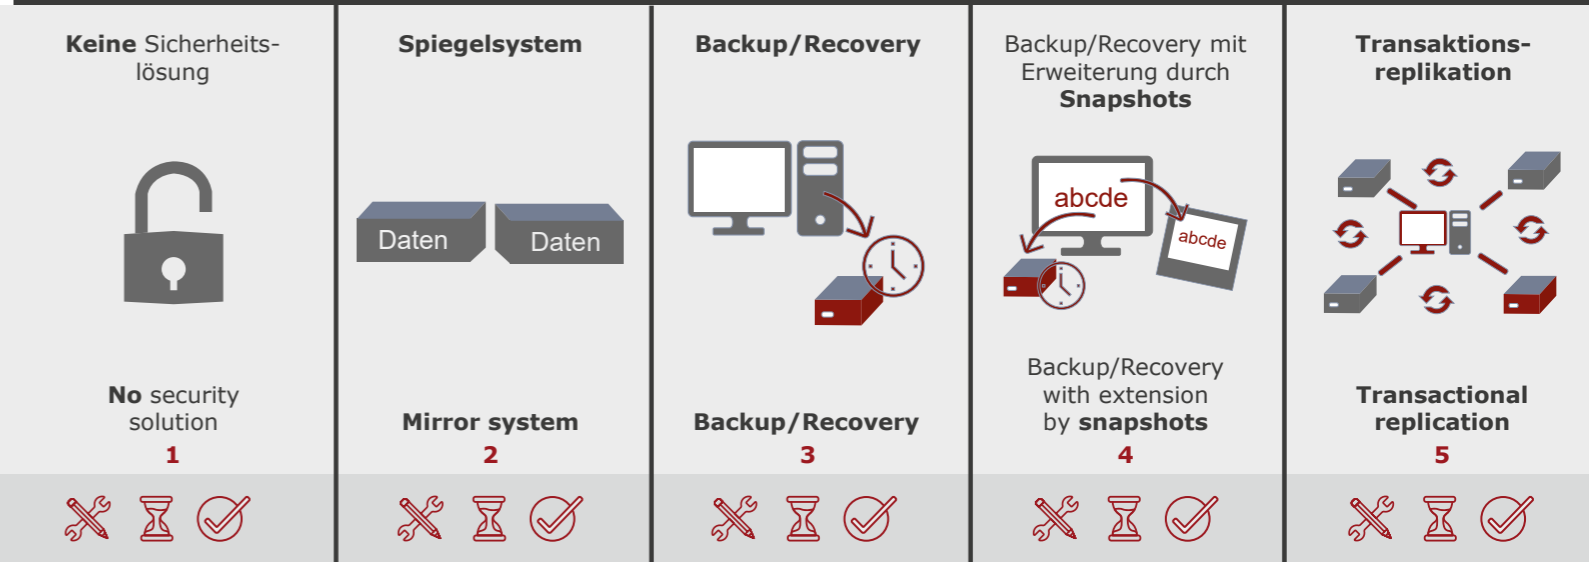 Keine Sicherheits-
lösung
No security
solution
1
Spiegelsystem
Daten
Daten
Mirror system
2
Backup/Recovery
Backup/Recovery
3
Backup/Recovery mit
Erweiterung durch
Snapshots
abcde
abcde
Backup/Recovery
with extension
by snapshots
4
Transaktions-
replikation
Transactional
replication
5